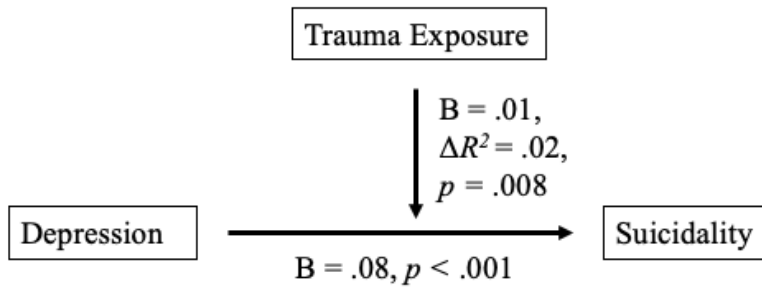 Trauma Exposure
B = .01,
ΔR² = .02,
p = .008
Depression
Suicidality
B = .08, p < .001